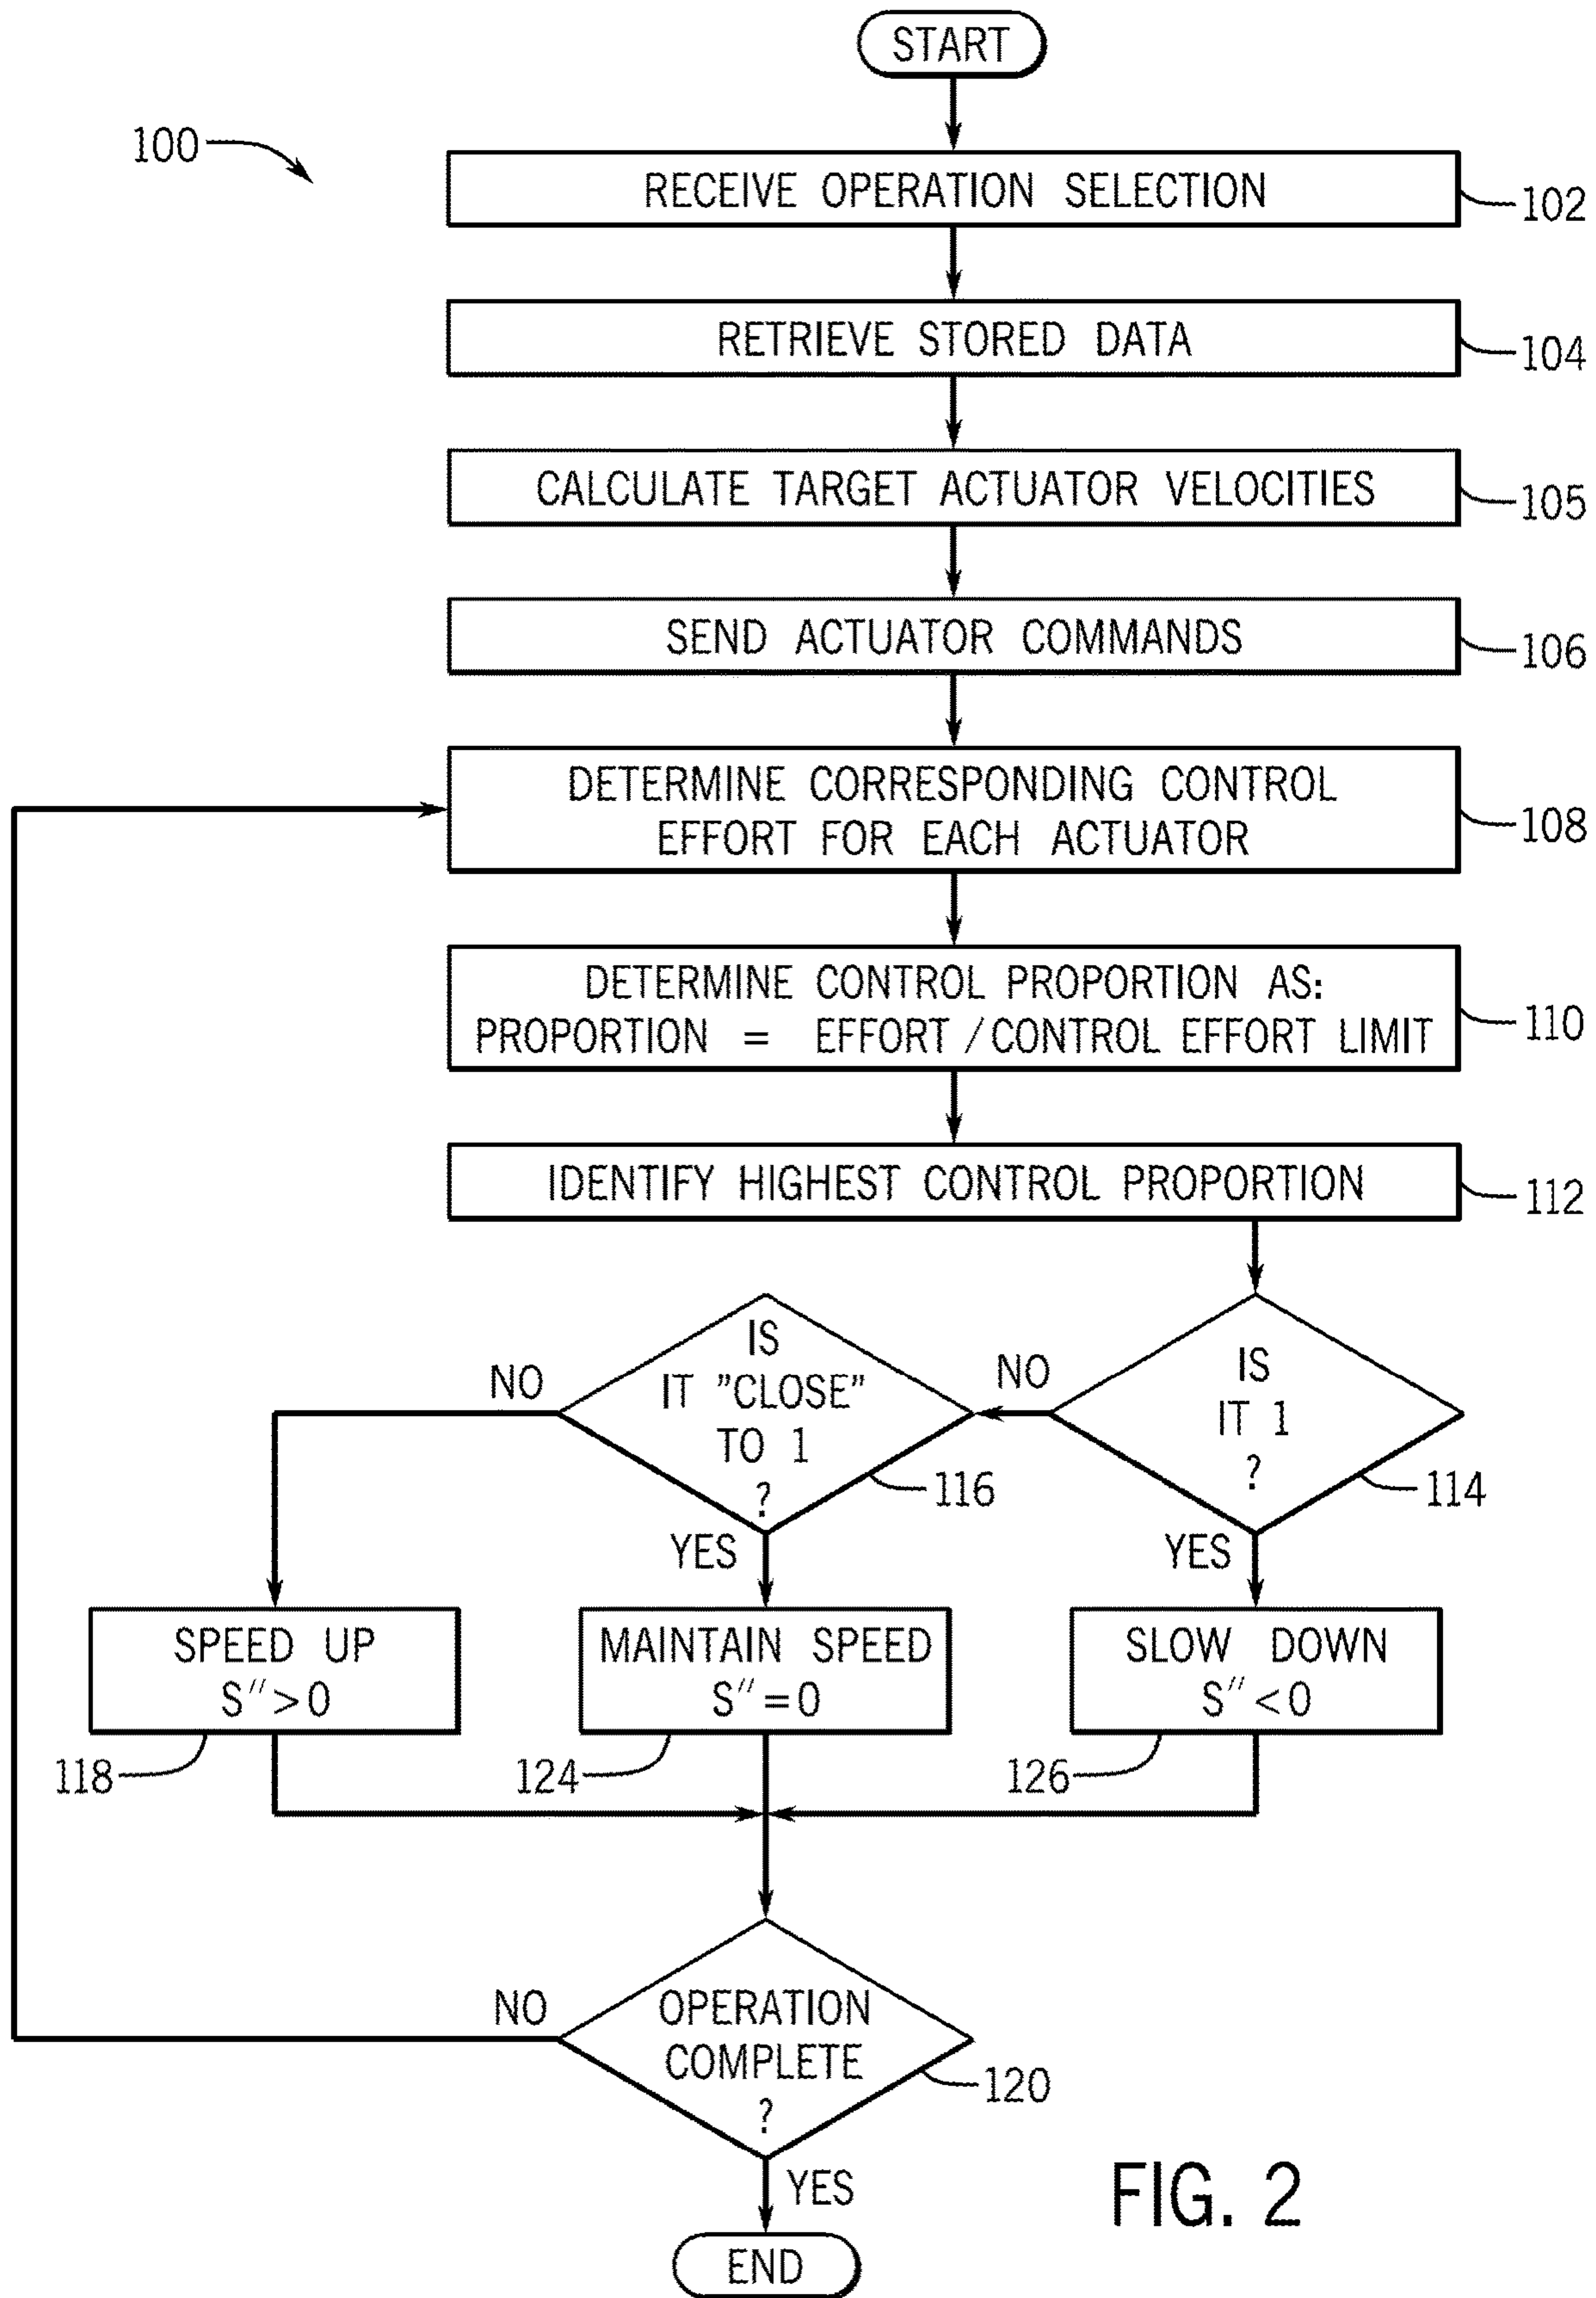 START
100
RECEIVE OPERATION SELECTION
102
RETRIEVE STORED DATA
104
CALCULATE TARGET ACTUATOR VELOCITIES
105
SEND ACTUATOR COMMANDS
106
DETERMINE CORRESPONDING CONTROL
EFFORT FOR EACH ACTUATOR
108
DETERMINE CONTROL PROPORTION AS:
PROPORTION = EFFORT / CONTROL EFFORT LIMIT
110
IDENTIFY HIGHEST CONTROL PROPORTION
112
IS
IT 1
?
114
NO
YES
IS
IT "CLOSE"
TO 1
?
116
NO
YES
SPEED UP
S″ > 0
118
MAINTAIN SPEED
S″ = 0
124
SLOW DOWN
S″ < 0
126
OPERATION
COMPLETE
?
120
NO
YES
END
FIG. 2